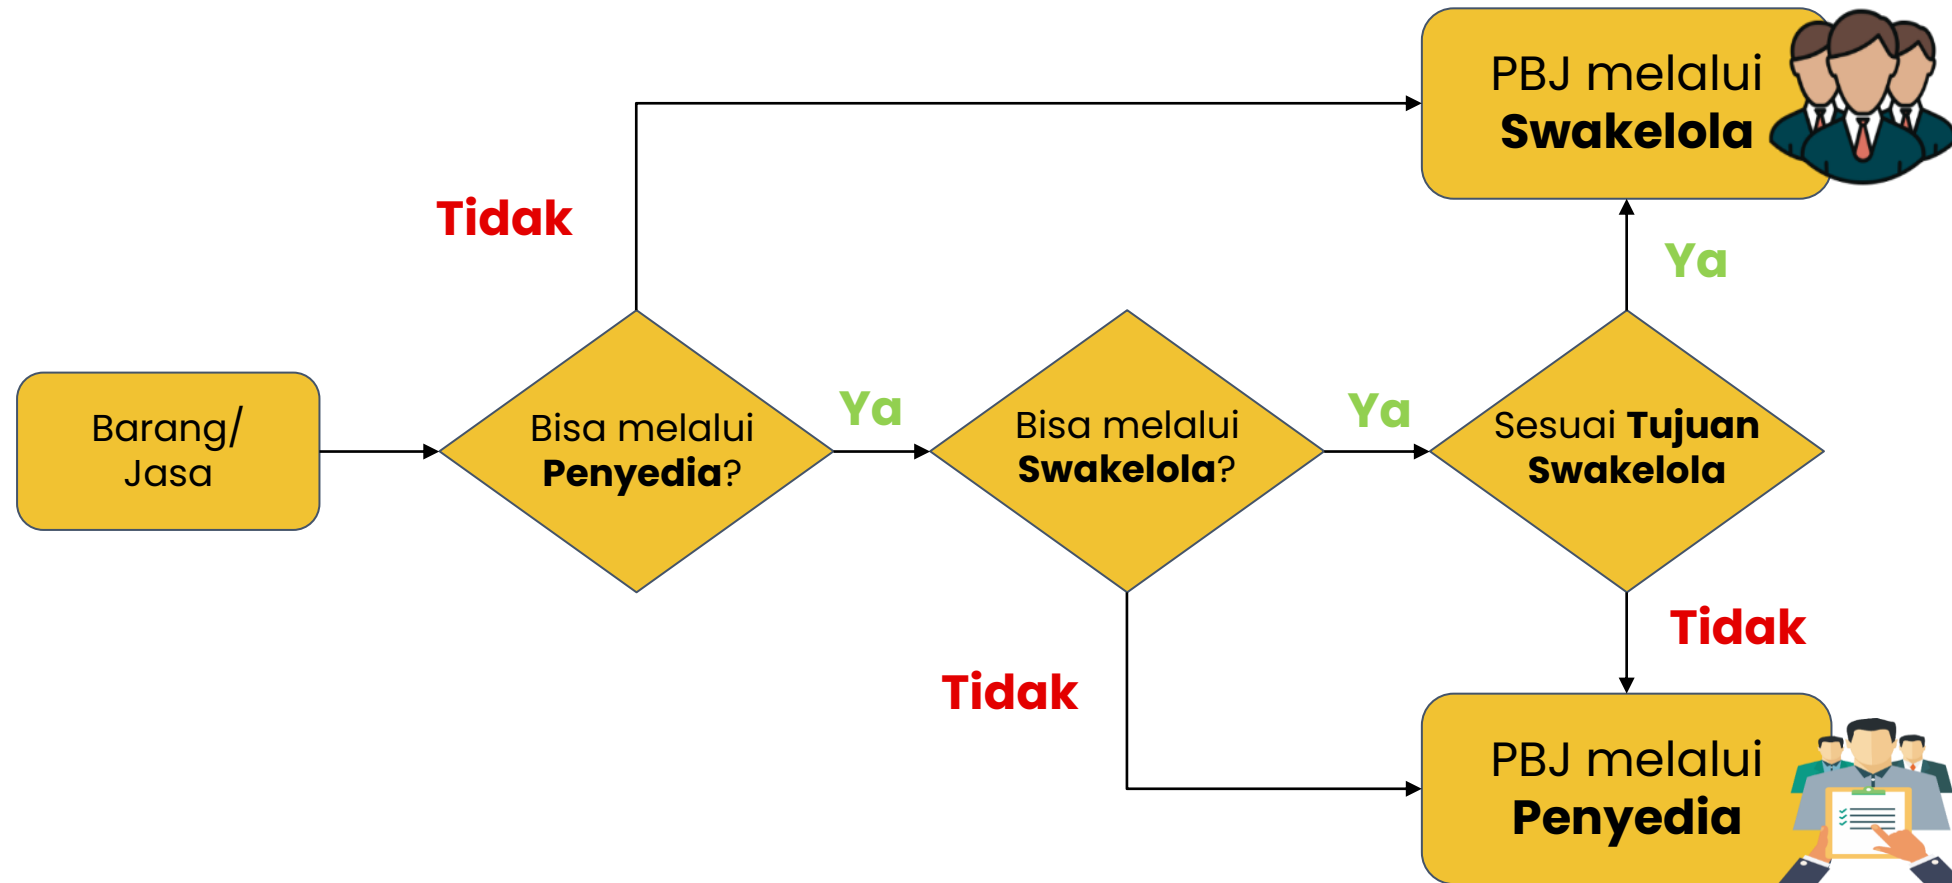 PBJ melalui
Swakelola
Tidak
Ya
Barang/
Jasa
Bisa melalui
Penyedia?
Ya
Bisa melalui
Swakelola?
Ya
Sesuai Tujuan
Swakelola
Tidak
Tidak
PBJ melalui
Penyedia